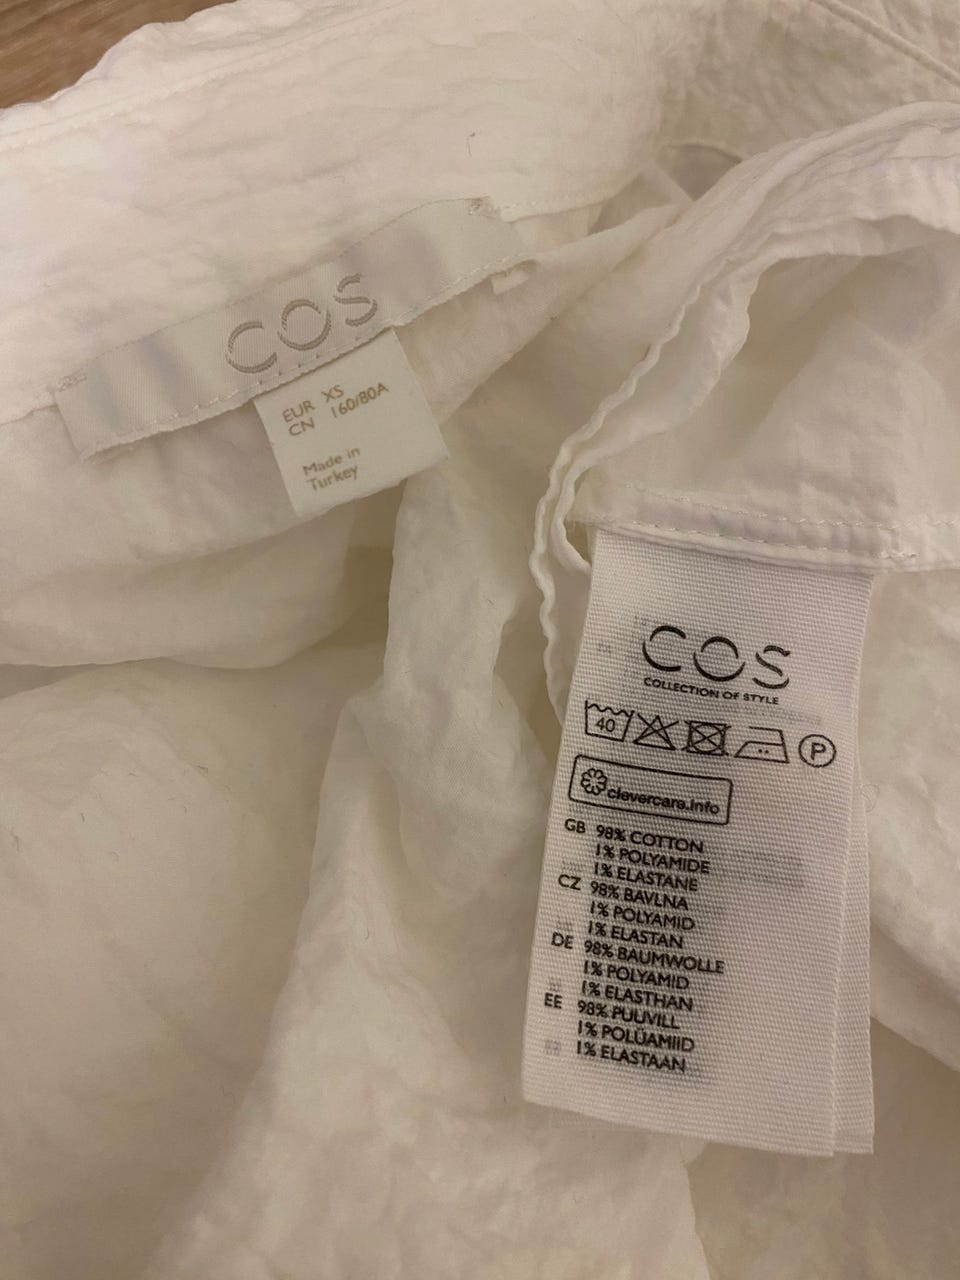 COS
EUR XS
CN 160/80A
Made in
Turkey
COS
COLLECTION OF STYLE
40
P
clevercare.info
GB 98% COTTON
1% POLYAMIDE
1% ELASTANE
CZ 98% BAVLNA
1% POLYAMID
1% ELASTAN
DE 98% BAUMWOLLE
1% POLYAMID
1% ELASTHAN
EE 98% PUUVILL
1% POLÜAMIID
1% ELASTAAN